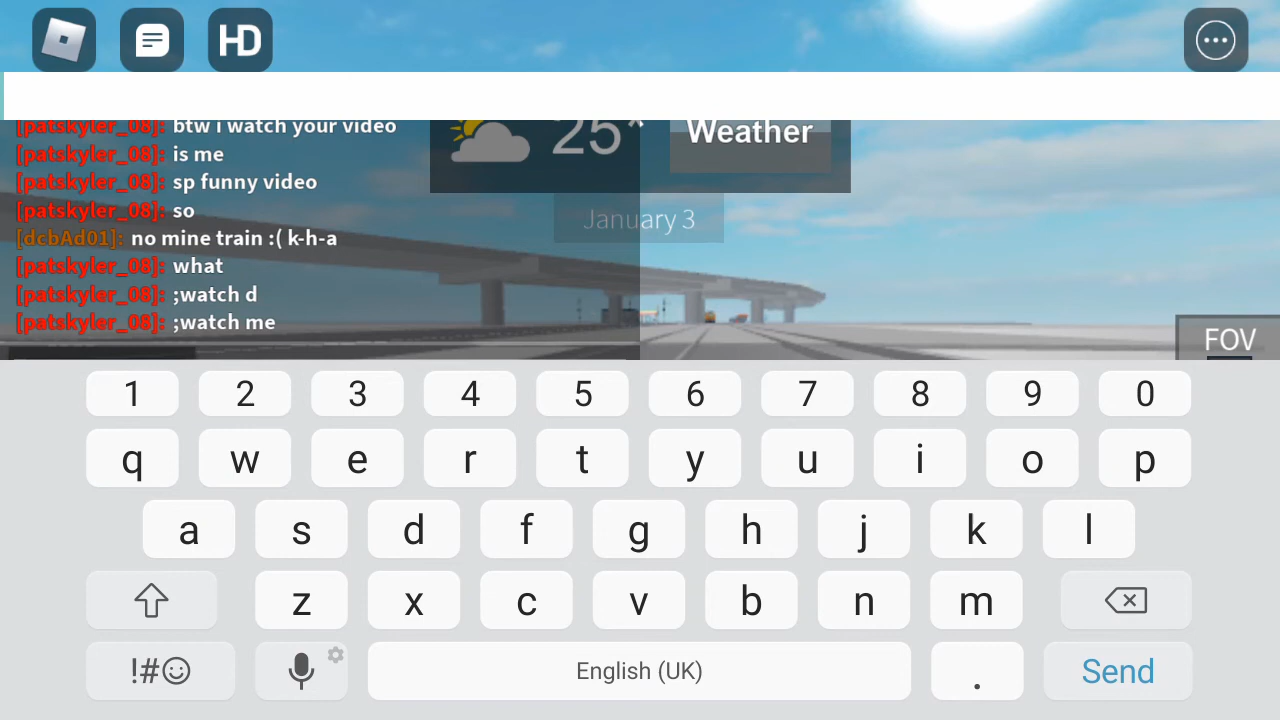 HD
[patskyler_08]: btw i watch your video
[patskyler_08]: is me
[patskyler_08]: sp funny video
[patskyler_08]: so
[dcbAd01]: no mine train :( k-h-a
[patskyler_08]: what
[patskyler_08]: ;watch d
[patskyler_08]: ;watch me
25°
Weather
January 3
FOV
1 2 3 4 5 6 7 8 9 0
q w e r t y u i o p
a s d f g h j k l
z x c v b n m
!#☺ English (UK) . Send